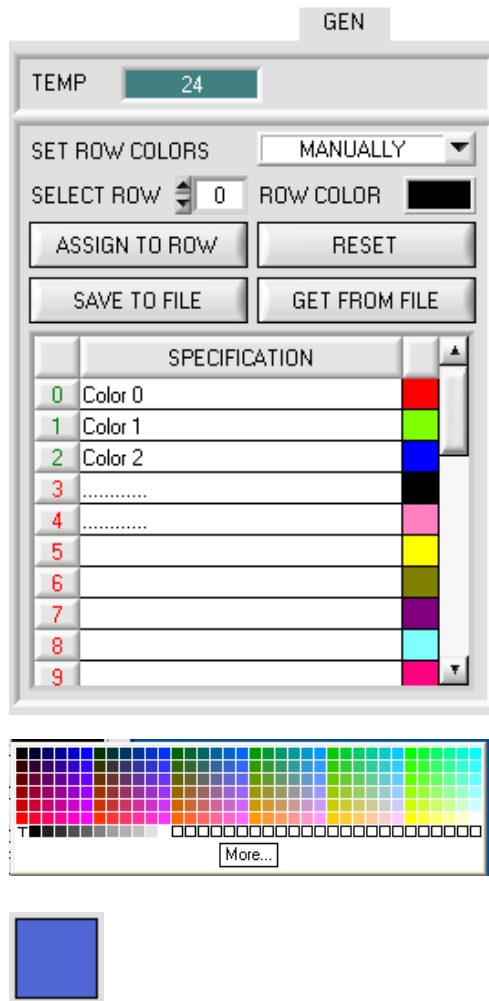 GEN
TEMP 24
SET ROW COLORS MANUALLY
SELECT ROW 0 ROW COLOR
ASSIGN TO ROW RESET
SAVE TO FILE GET FROM FILE
SPECIFICATION
0 Color 0
1 Color 1
2 Color 2
3 ............
4 ............
5
6
7
8
9
T
More...